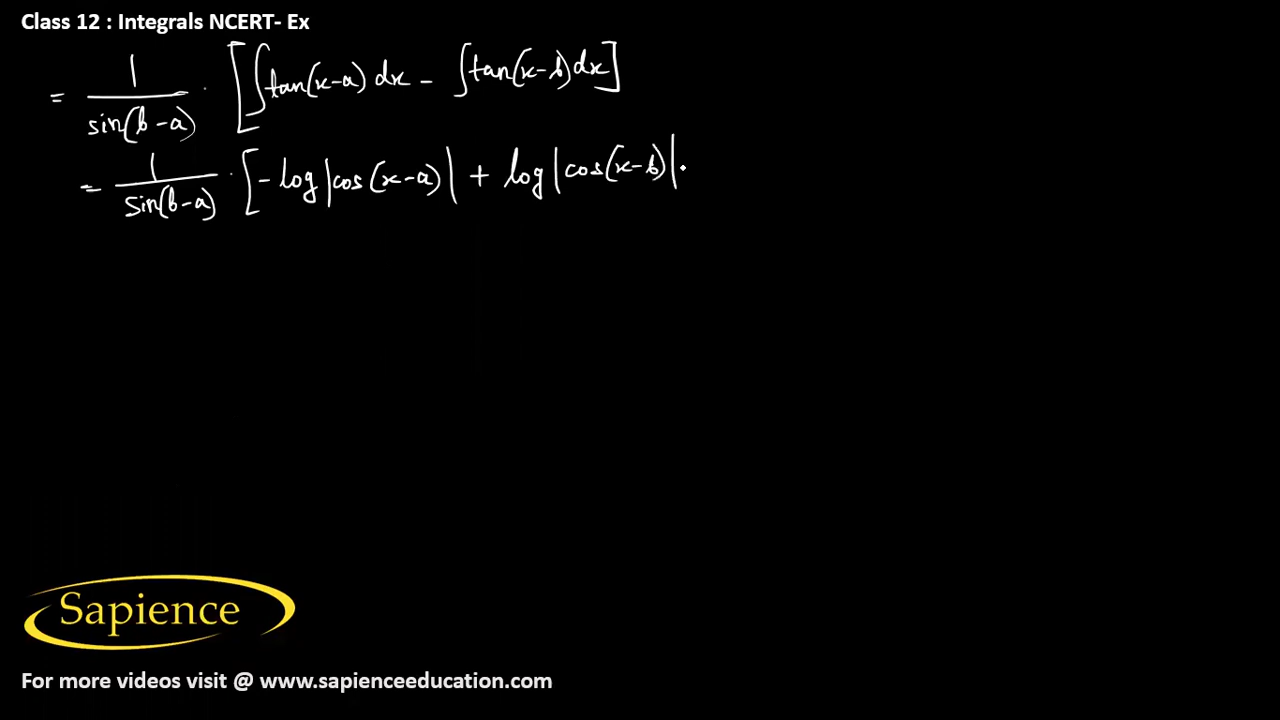 Class 12 : Integrals NCERT- Ex
= 1/sin(b-a) · [∫tan(x-a) dx - ∫tan(x-b) dx]
= 1/sin(b-a) · [-log|cos(x-a)| + log|cos(x-b)|.
Sapience
For more videos visit @ www.sapienceeducation.com